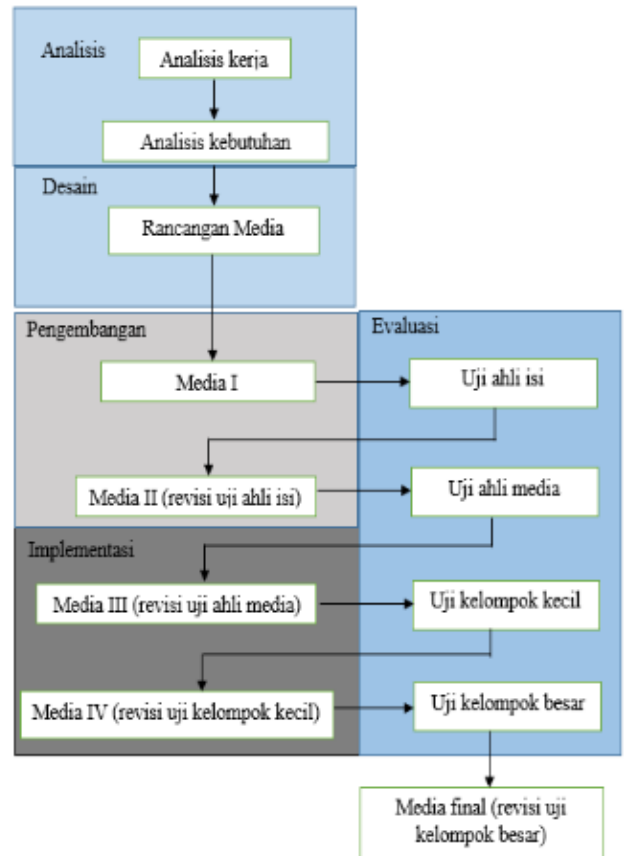 Analisis
Analisis kerja
Analisis kebutuhan
Desain
Rancangan Media
Pengembangan
Evaluasi
Media I
Uji ahli isi
Media II (revisi uji ahli isi)
Uji ahli media
Implementasi
Media III (revisi uji ahli media)
Uji kelompok kecil
Media IV (revisi uji kelompok kecil)
Uji kelompok besar
Media final (revisi uji
kelompok besar)